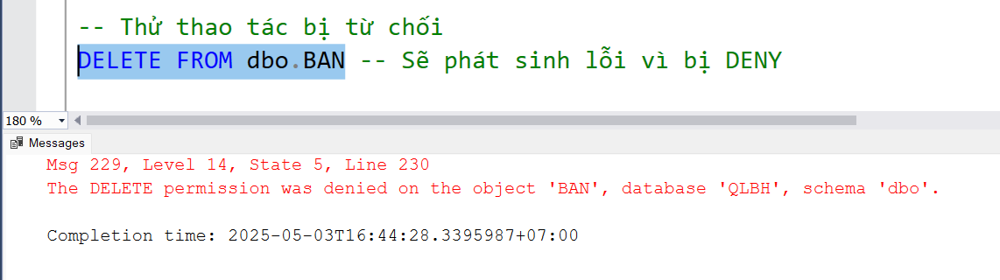 -- Thử thao tác bị từ chối
DELETE FROM dbo.BAN -- Sẽ phát sinh lỗi vì bị DENY
180 %
Messages
Msg 229, Level 14, State 5, Line 230
The DELETE permission was denied on the object 'BAN', database 'QLBH', schema 'dbo'.
Completion time: 2025-05-03T16:44:28.3395987+07:00